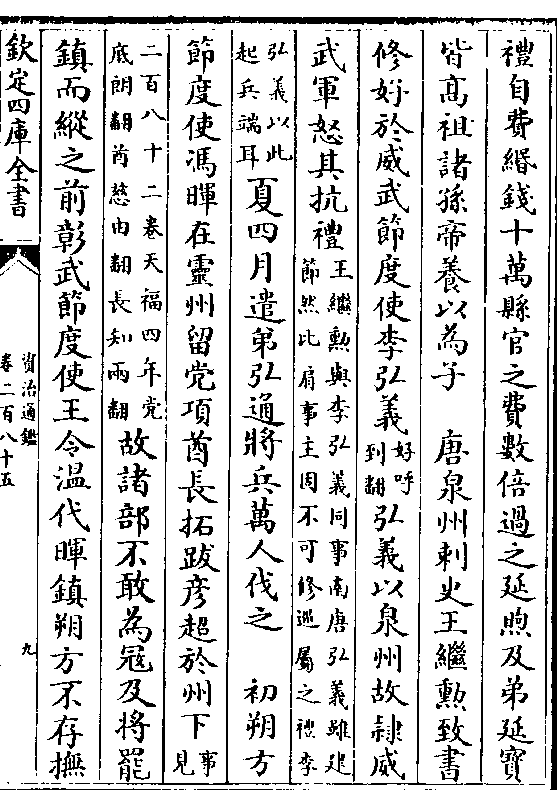 禮自費緡錢十萬縣官之費數倍過之延煦及弟延寶
皆高祖諸孫帝養以為子　唐泉州刺史王繼勲致書
修好於威武節度使李弘義好呼到翻弘義以泉州故隷威
武軍怒其抗禮王繼勲與李弘義同事南唐弘義雖建節然比肩事主固不可修巡屬之禮李
弘義以此起兵端耳夏四月遣弟弘通將兵萬人伐之　初朔方
節度使馮暉在靈州留党項酋長拓跋彦超於州下事見
二百八十二卷天福四年党底朗翻酋慈由翻長知兩翻故諸部不敢為寇及將罷
鎮而縱之前彰武節度使王令温代暉鎮朔方不存撫
欽定四庫全書
資治通鑑
卷二百八十五
九